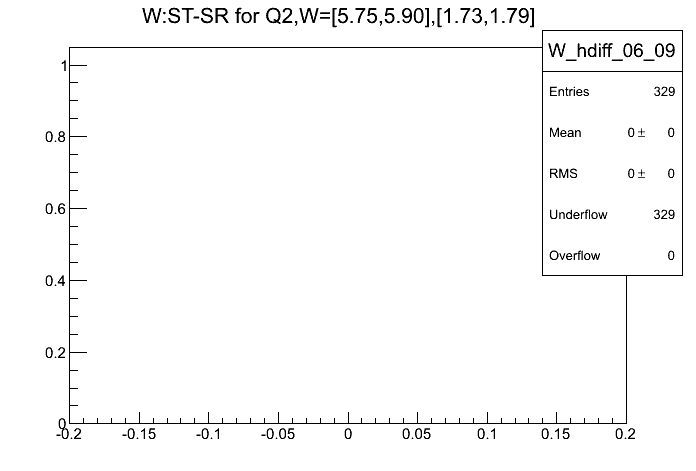 W:ST-SR for Q2,W=[5.75,5.90],[1.73,1.79]
W_hdiff_06_09
Entries 329
Mean 0 ± 0
RMS 0 ± 0
Underflow 329
Overflow 0
1
0.8
0.6
0.4
0.2
0
-0.2 -0.15 -0.1 -0.05 0 0.05 0.1 0.15 0.2